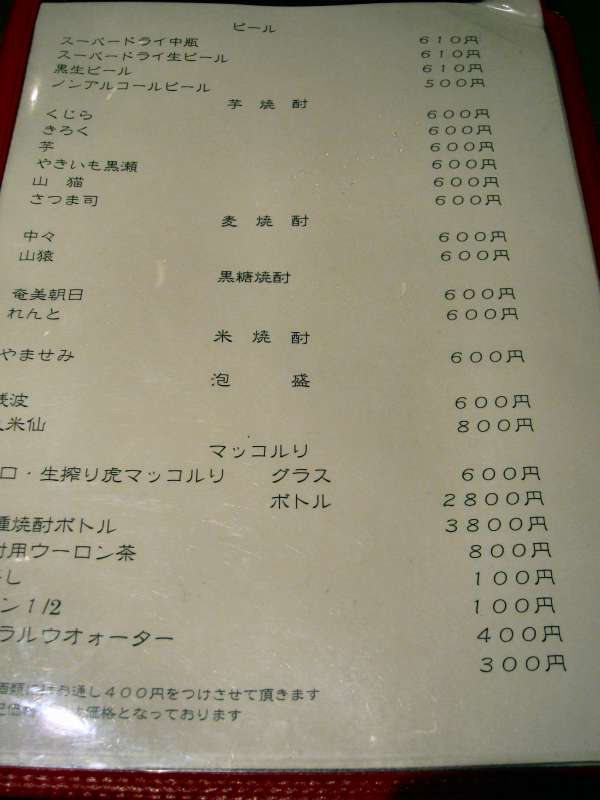 ビール
スーパードライ中瓶 610円
スーパードライ生ビール 610円
黒生ビール 610円
ノンアルコールビール 500円
芋 焼 酎
くじら 600円
きろく 600円
芋 600円
やきいも黒瀬 600円
山 猫 600円
さつま司 600円
麦 焼 酎
中々 600円
山猿 600円
黒糖焼酎
奄美朝日 600円
れんと 600円
米 焼 酎
やませみ 600円
泡 盛
残波 600円
久米仙 800円
マッコルリ
口・生搾り虎マッコルリ グラス 600円
ボトル 2800円
種焼酎ボトル 3800円
用ウーロン茶 800円
し 100円
ン1/2 100円
ラルウオォーター 400円
300円
酒類 お通し400円をつけさせて頂きます
価格となっております